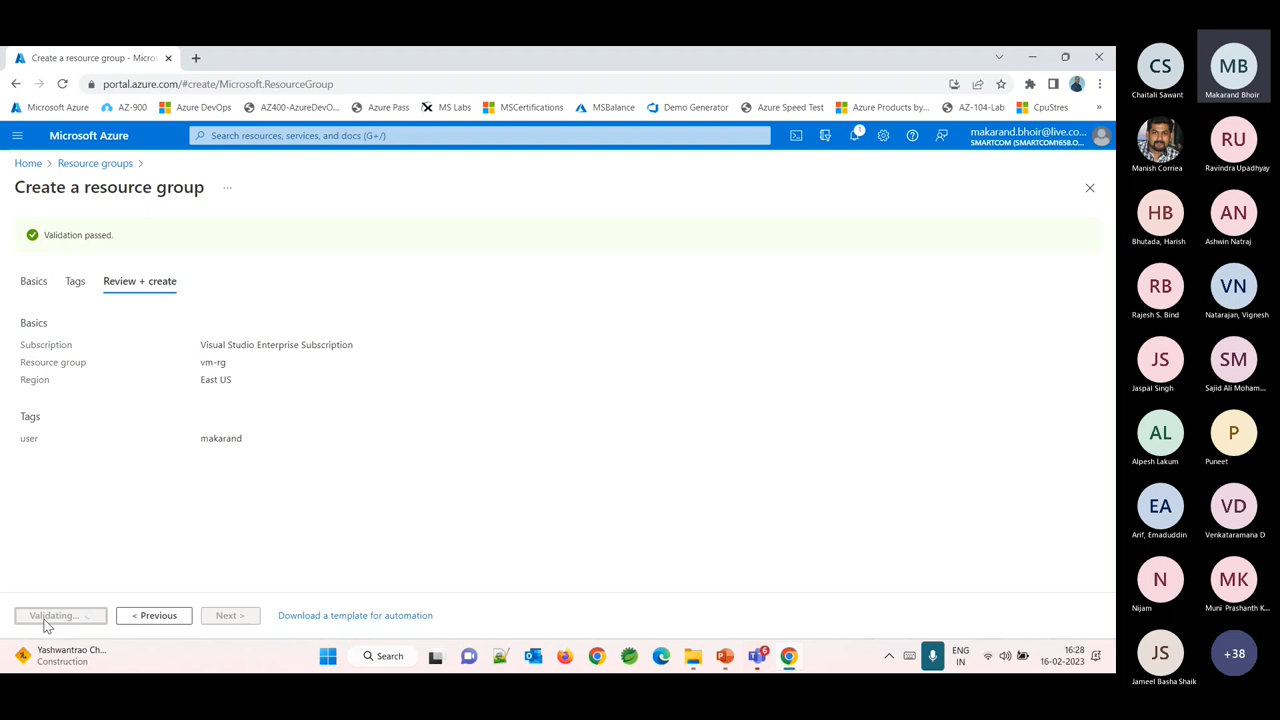 Create a resource group - Micros
portal.azure.com/#create/Microsoft.ResourceGroup
Microsoft Azure
AZ-900
Azure DevOps
AZ400-AzureDevO...
Azure Pass
MS Labs
MSCertifications
MSBalance
Demo Generator
Azure Speed Test
Azure Products by...
AZ-104-Lab
CpuStres
»
Microsoft Azure
Search resources, services, and docs (G+/)
1
makarand.bhoir@live.co...
SMARTCOM (SMARTCOM1658.O...
Home > Resource groups >
Create a resource group ...
Validation passed.
Basics
Tags
Review + create
Basics
Subscription Visual Studio Enterprise Subscription
Resource group vm-rg
Region East US
Tags
user makarand
Validating...
< Previous
Next >
Download a template for automation
Yashwantrao Ch...
Construction
Search
6
ENG
IN
16:28
16-02-2023
CS
Chaitali Sawant
MB
Makarand Bhoir
Manish Corriea
RU
Ravindra Upadhyay
HB
Bhutada, Harish
AN
Ashwin Natraj
RB
Rajesh S. Bind
VN
Natarajan, Vignesh
JS
Jaspal Singh
SM
Sajid Ali Moham...
AL
Alpesh Lakum
P
Puneet
EA
Arif, Emaduddin
VD
Venkataramana D
N
Nijam
MK
Muni Prashanth K...
JS
Jameel Basha Shaik
+38